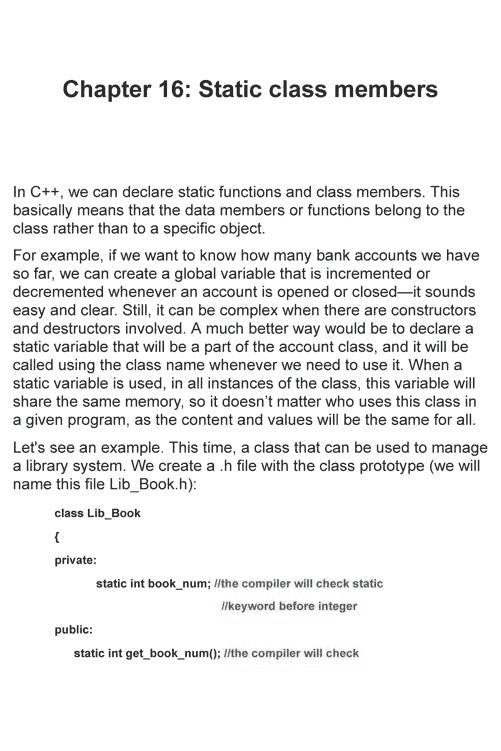 Chapter 16: Static class members
In C++, we can declare static functions and class members. This
basically means that the data members or functions belong to the
class rather than to a specific object.
For example, if we want to know how many bank accounts we have
so far, we can create a global variable that is incremented or
decremented whenever an account is opened or closed—it sounds
easy and clear. Still, it can be complex when there are constructors
and destructors involved. A much better way would be to declare a
static variable that will be a part of the account class, and it will be
called using the class name whenever we need to use it. When a
static variable is used, in all instances of the class, this variable will
share the same memory, so it doesn't matter who uses this class in
a given program, as the content and values will be the same for all.
Let's see an example. This time, a class that can be used to manage
a library system. We create a .h file with the class prototype (we will
name this file Lib_Book.h):
class Lib_Book
{
private:
static int book_num; //the compiler will check static
//keyword before integer
public:
static int get_book_num(); //the compiler will check